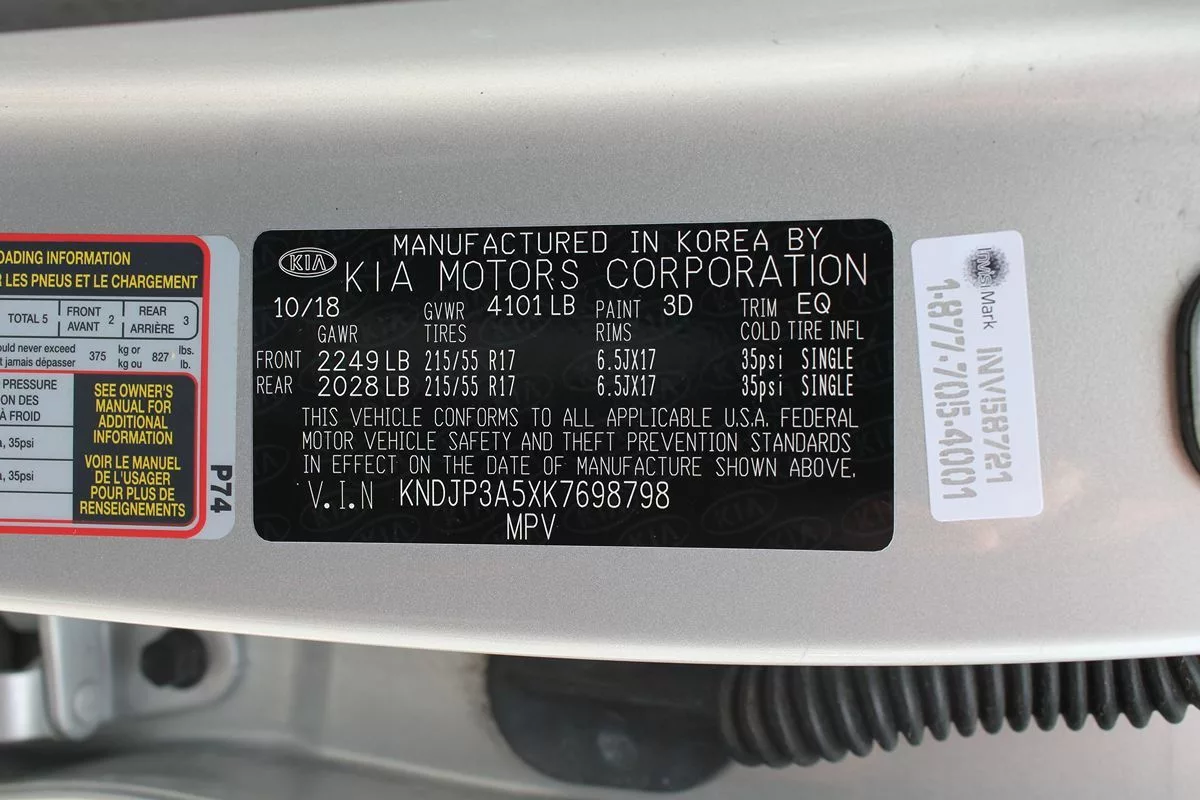 OADING INFORMATION
R LES PNEUS ET LE CHARGEMENT
TOTAL 5 FRONT AVANT 2 REAR ARRIÈRE 3
ould never exceed 375 kg or 827 lbs.
t jamais dépasser kg ou lb.
PRESSURE
ON DES
À FROID
, 35psi
, 35psi
SEE OWNER'S
MANUAL FOR
ADDITIONAL
INFORMATION
VOIR LE MANUEL
DE L'USAGER
POUR PLUS DE
RENSEIGNEMENTS
P74
KIA
MANUFACTURED IN KOREA BY
KIA MOTORS CORPORATION
10/18 GVWR 4101 LB PAINT 3D TRIM EQ
GAWR TIRES RIMS COLD TIRE INFL
FRONT 2249 LB 215/55 R17 6.5JX17 35psi SINGLE
REAR 2028 LB 215/55 R17 6.5JX17 35psi SINGLE
THIS VEHICLE CONFORMS TO ALL APPLICABLE U.S.A. FEDERAL
MOTOR VEHICLE SAFETY AND THEFT PREVENTION STANDARDS
IN EFFECT ON THE DATE OF MANUFACTURE SHOWN ABOVE.
V.I.N KNDJP3A5XK7698798
MPV
InvisiMark
INV158721
1-877-705-4001